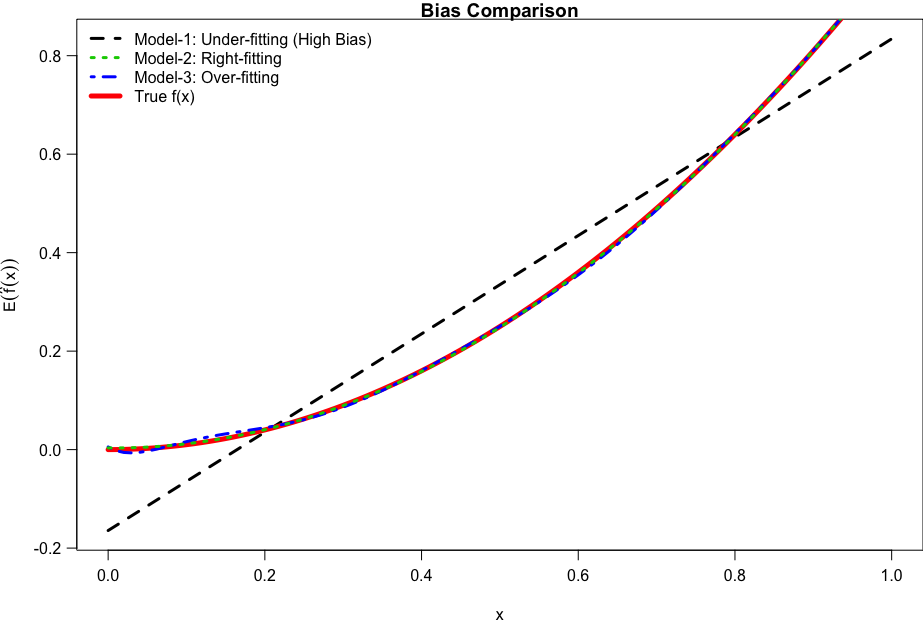 Bias Comparison
Model-1: Under-fitting (High Bias)
Model-2: Right-fitting
Model-3: Over-fitting
True f(x)
0.8
0.6
0.4
0.2
0.0
-0.2
E(f̂(x))
0.0 0.2 0.4 0.6 0.8 1.0
x